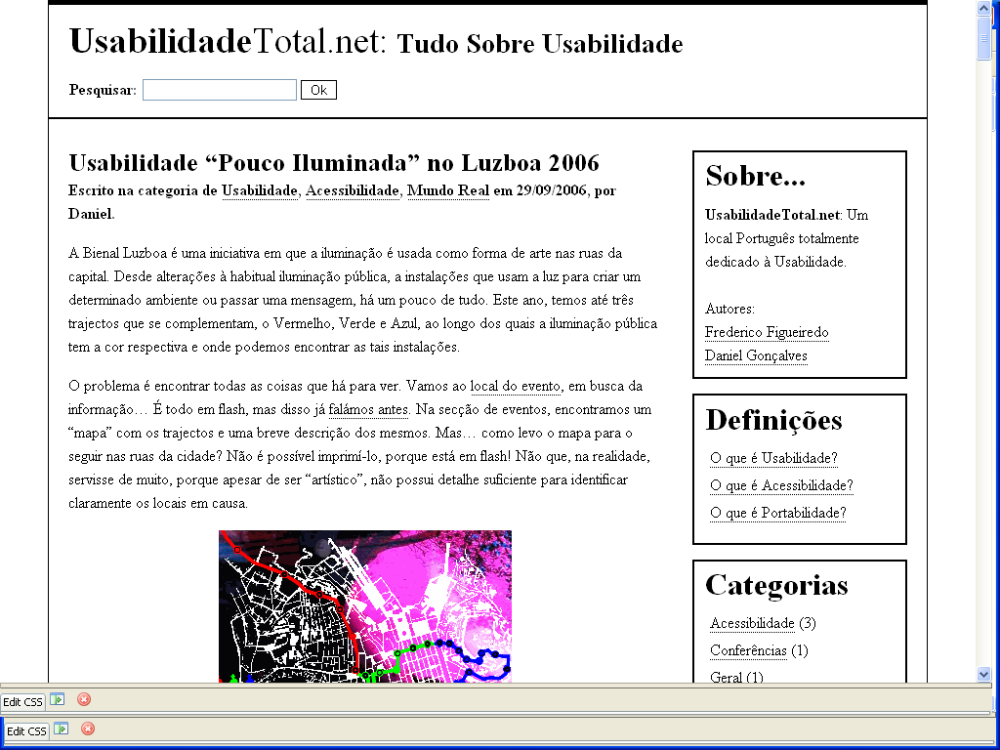 UsabilidadeTotal.net: Tudo Sobre Usabilidade
Pesquisar: Ok
Usabilidade “Pouco Iluminada” no Luzboa 2006
Escrito na categoria de Usabilidade, Acessibilidade, Mundo Real em 29/09/2006, por
Daniel.
A Bienal Luzboa é uma iniciativa em que a iluminação é usada como forma de arte nas ruas da
capital. Desde alterações à habitual iluminação pública, a instalações que usam a luz para criar um
determinado ambiente ou passar uma mensagem, há um pouco de tudo. Este ano, temos até três
trajectos que se complementam, o Vermelho, Verde e Azul, ao longo dos quais a iluminação pública
tem a cor respectiva e onde podemos encontrar as tais instalações.
O problema é encontrar todas as coisas que há para ver. Vamos ao local do evento, em busca da
informação… É todo em flash, mas disso já falámos antes. Na secção de eventos, encontramos um
“mapa” com os trajectos e uma breve descrição dos mesmos. Mas… como levo o mapa para o
seguir nas ruas da cidade? Não é possível imprimí-lo, porque está em flash! Não que, na realidade,
servisse de muito, porque apesar de ser “artístico”, não possui detalhe suficiente para identificar
claramente os locais em causa.
Sobre...
UsabilidadeTotal.net: Um
local Português totalmente
dedicado à Usabilidade.
Autores:
Frederico Figueiredo
Daniel Gonçalves
Definições
O que é Usabilidade?
O que é Acessibilidade?
O que é Portabilidade?
Categorias
Acessibilidade (3)
Conferências (1)
Geral (1)
Edit CSS
Edit CSS